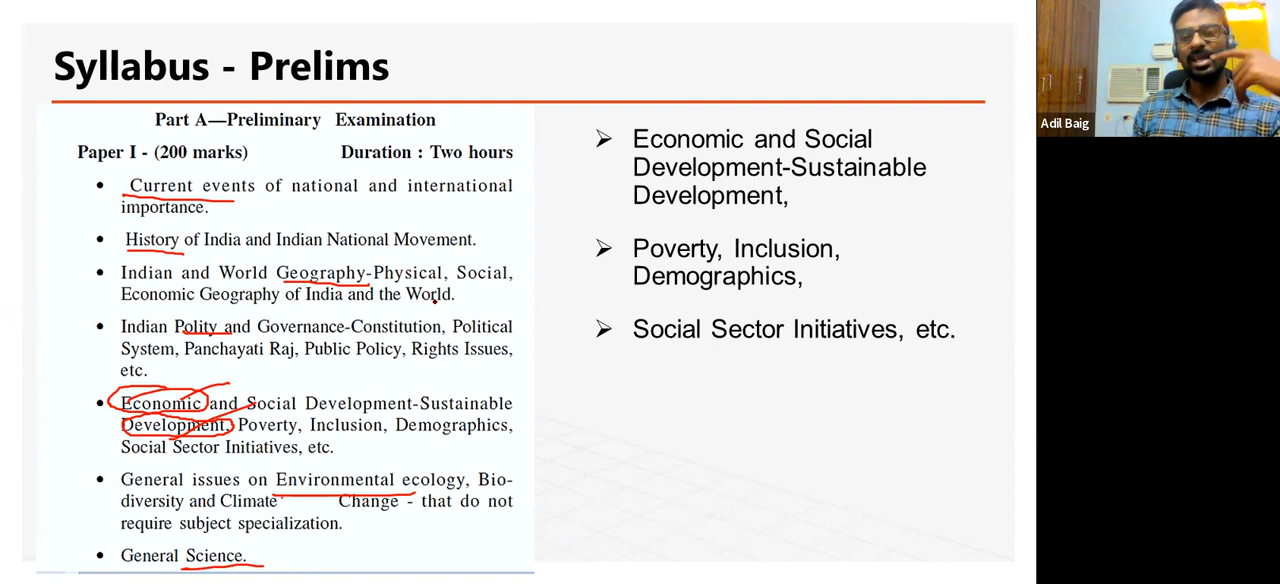 Syllabus - Prelims
Part A—Preliminary Examination
Paper I - (200 marks) Duration : Two hours
• Current events of national and international
importance.
• History of India and Indian National Movement.
• Indian and World Geography-Physical, Social,
Economic Geography of India and the World.
• Indian Polity and Governance-Constitution, Political
System, Panchayati Raj, Public Policy, Rights Issues,
etc.
• Economic and Social Development-Sustainable
Development, Poverty, Inclusion, Demographics,
Social Sector Initiatives, etc.
• General issues on Environmental ecology, Bio-
diversity and Climate Change - that do not
require subject specialization.
• General Science.
➢ Economic and Social
Development-Sustainable
Development,
➢ Poverty, Inclusion,
Demographics,
➢ Social Sector Initiatives, etc.
Adil Baig